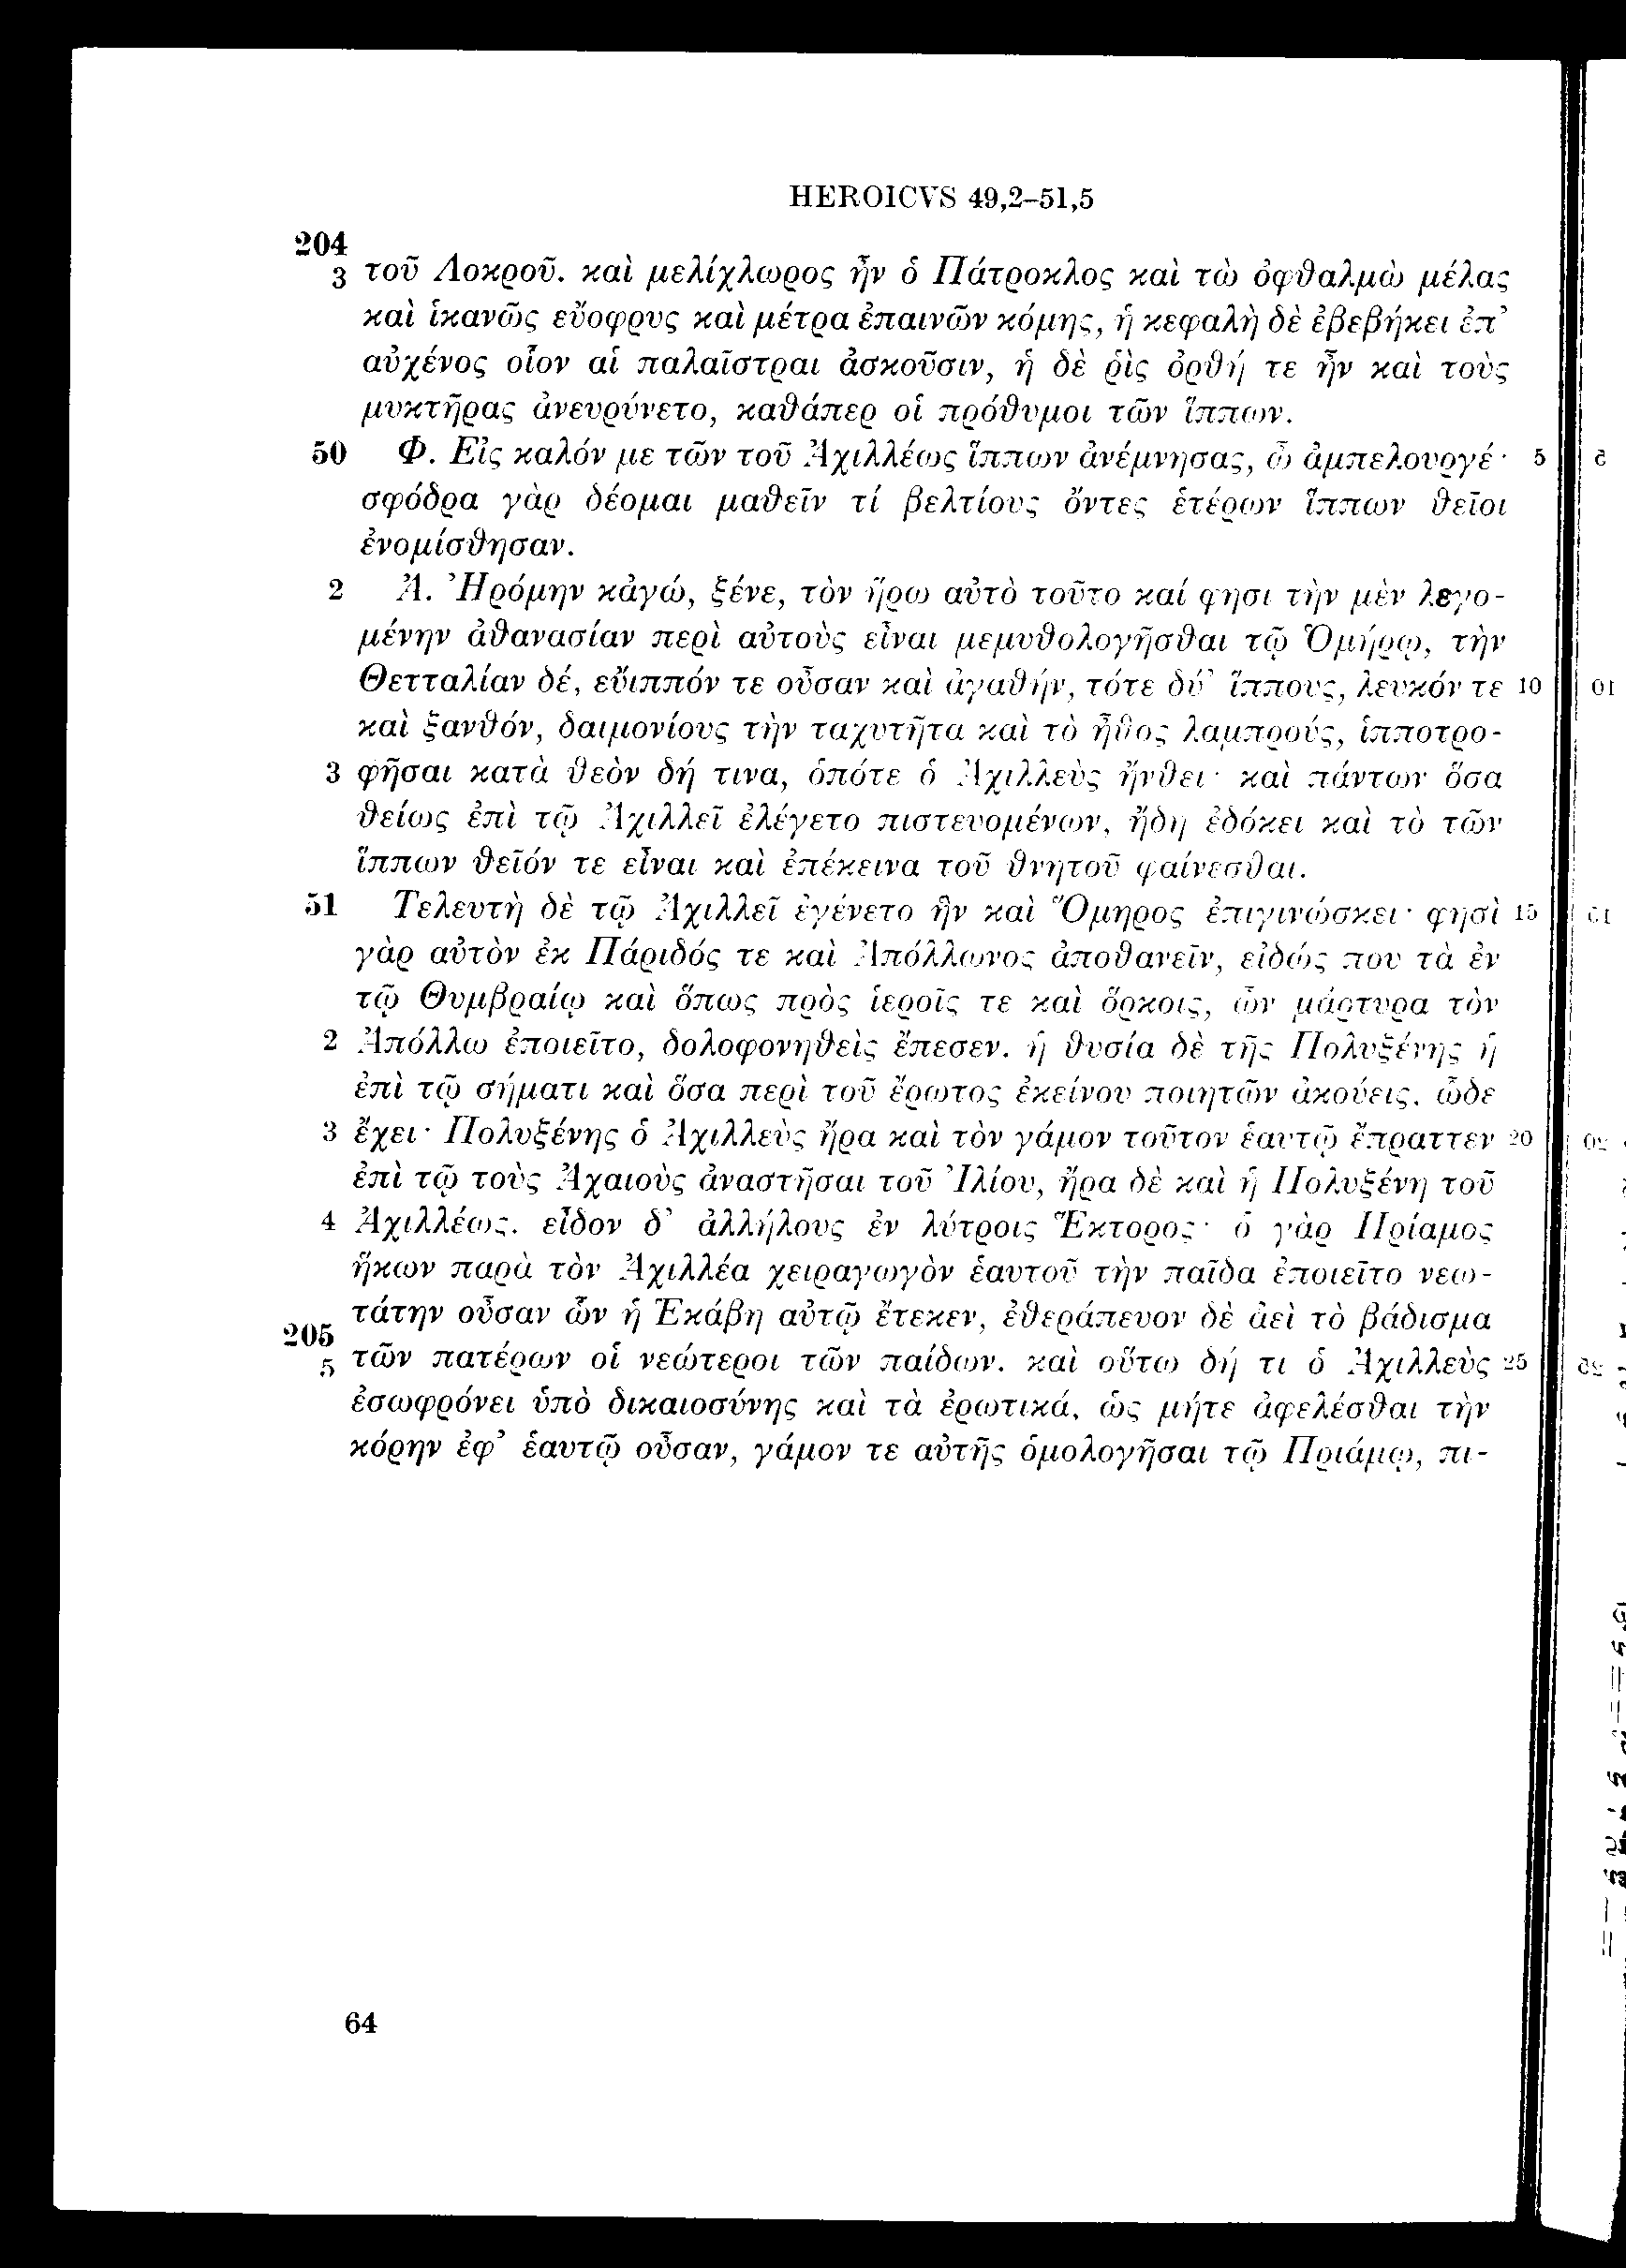 HEROICVS 49,2–51,5
204
3 τοῦ Λοκροῦ. καὶ μελίχλωρος ἦν ὁ Πάτροκλος καὶ τὼ ὀφθαλμὼ μέλας
καὶ ἱκανῶς εὔοφρυς καὶ μέτρα ἐπαινῶν κόμης, ἡ κεφαλὴ δὲ ἐβεβήκει ἐπ’
αὐχένος οἷον αἱ παλαῖστραι ἀσκοῦσιν, ἡ δὲ ῥὶς ὀρθή τε ἦν καὶ τοὺς
μυκτῆρας ἀνευρύνετο, καθάπερ οἱ πρόθυμοι τῶν ἵππων.
50 Φ. Εἰς καλόν με τῶν τοῦ Ἀχιλλέως ἵππων ἀνέμνησας, ὦ ἀμπελουργέ· 5
σφόδρα γὰρ δέομαι μαθεῖν τί βελτίους ὄντες ἑτέρων ἵππων θεῖοι
ἐνομίσθησαν.
2 Ἀ. Ἠρόμην κἀγώ, ξένε, τὸν ἥρω αὐτὸ τοῦτο καί φησι τὴν μὲν λεγο-
μένην ἀθανασίαν περὶ αὐτοὺς εἶναι μεμυθολογῆσθαι τῷ Ὁμήρῳ, τὴν
Θετταλίαν δέ, εὔιππόν τε οὖσαν καὶ ἀγαθήν, τότε δύ’ ἵππους, λευκόν τε 10
καὶ ξανθόν, δαιμονίους τὴν ταχυτῆτα καὶ τὸ ἦθος λαμπρούς, ἱπποτρο-
3 φῆσαι κατὰ θεὸν δή τινα, ὁπότε ὁ Ἀχιλλεὺς ἤνθει· καὶ πάντων ὅσα
θείως ἐπὶ τῷ Ἀχιλλεῖ ἐλέγετο πιστευομένων, ἤδη ἐδόκει καὶ τὸ τῶν
ἵππων θεῖόν τε εἶναι καὶ ἐπέκεινα τοῦ θνητοῦ φαίνεσθαι.
51 Τελευτὴ δὲ τῷ Ἀχιλλεῖ ἐγένετο ἣν καὶ Ὅμηρος ἐπιγινώσκει· φησὶ 15
γὰρ αὐτὸν ἐκ Πάριδός τε καὶ Ἀπόλλωνος ἀποθανεῖν, εἰδώς που τὰ ἐν
τῷ Θυμβραίῳ καὶ ὅπως πρὸς ἱεροῖς τε καὶ ὅρκοις, ὧν μάρτυρα τὸν
2 Ἀπόλλω ἐποιεῖτο, δολοφονηθεὶς ἔπεσεν. ἡ θυσία δὲ τῆς Πολυξένης ἡ
ἐπὶ τῷ σήματι καὶ ὅσα περὶ τοῦ ἔρωτος ἐκείνου ποιητῶν ἀκούεις, ὧδε
3 ἔχει· Πολυξένης ὁ Ἀχιλλεὺς ἤρα καὶ τὸν γάμον τοῦτον ἑαυτῷ ἔπραττεν 20
ἐπὶ τῷ τοὺς Ἀχαιοὺς ἀναστῆσαι τοῦ Ἰλίου, ἤρα δὲ καὶ ἡ Πολυξένη τοῦ
4 Ἀχιλλέως. εἶδον δ’ ἀλλήλους ἐν λύτροις Ἕκτορος· ὁ γὰρ Πρίαμος
ἥκων παρὰ τὸν Ἀχιλλέα χειραγωγὸν ἑαυτοῦ τὴν παῖδα ἐποιεῖτο νεω-
τάτην οὖσαν ὧν ἡ Ἑκάβη αὐτῷ ἔτεκεν, ἐθεράπευον δὲ ἀεὶ τὸ βάδισμα
205
5 τῶν πατέρων οἱ νεώτεροι τῶν παίδων. καὶ οὕτω δή τι ὁ Ἀχιλλεὺς 25
ἐσωφρόνει ὑπὸ δικαιοσύνης καὶ τὰ ἐρωτικά, ὡς μήτε ἀφελέσθαι τὴν
κόρην ἐφ’ ἑαυτῷ οὖσαν, γάμον τε αὐτῆς ὁμολογῆσαι τῷ Πριάμῳ, πι-
64